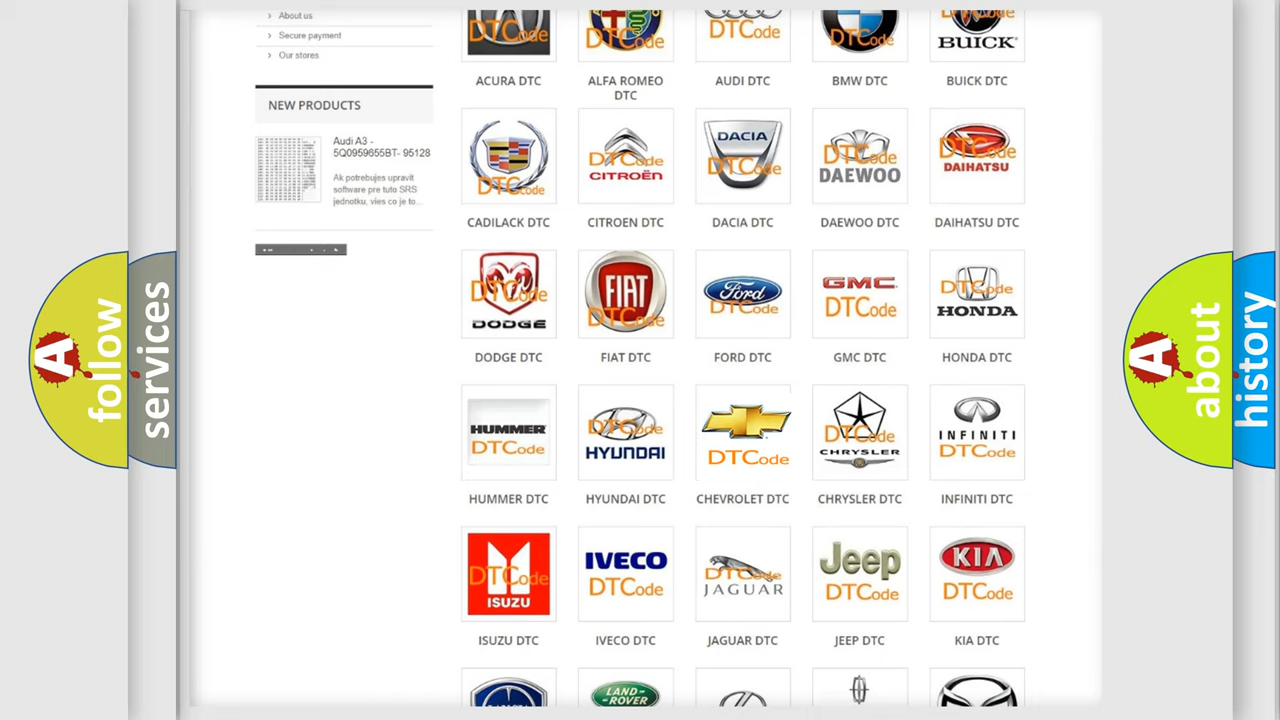 About us
Secure payment
Our stores
NEW PRODUCTS
Audi A3 -
5Q0959655BT- 95128
Ak potrebujes upravit
software pre tuto SRS
jednotku, vies co je to...
DTCode DTCode DTCode DTCode BUICK
ACURA DTC ALFA ROMEO DTC AUDI DTC BMW DTC BUICK DTC
DTCode
DTCode CITROËN
DACIA DTCode
DTCode DAEWOO
DTCode DAIHATSU
CADILACK DTC CITROEN DTC DACIA DTC DAEWOO DTC DAIHATSU DTC
DTCode DODGE
FIAT DTCode
Ford DTCode
GMC DTCode
DTCode HONDA
DODGE DTC FIAT DTC FORD DTC GMC DTC HONDA DTC
HUMMER DTCode
DTCode HYUNDAI
DTCode
DTCode CHRYSLER
INFINITI DTCode
HUMMER DTC HYUNDAI DTC CHEVROLET DTC CHRYSLER DTC INFINITI DTC
DTCode ISUZU
IVECO DTCode
DTCode JAGUAR
Jeep DTCode
KIA DTCode
ISUZU DTC IVECO DTC JAGUAR DTC JEEP DTC KIA DTC
LAND-
ROVER
A follow
services
A about
history